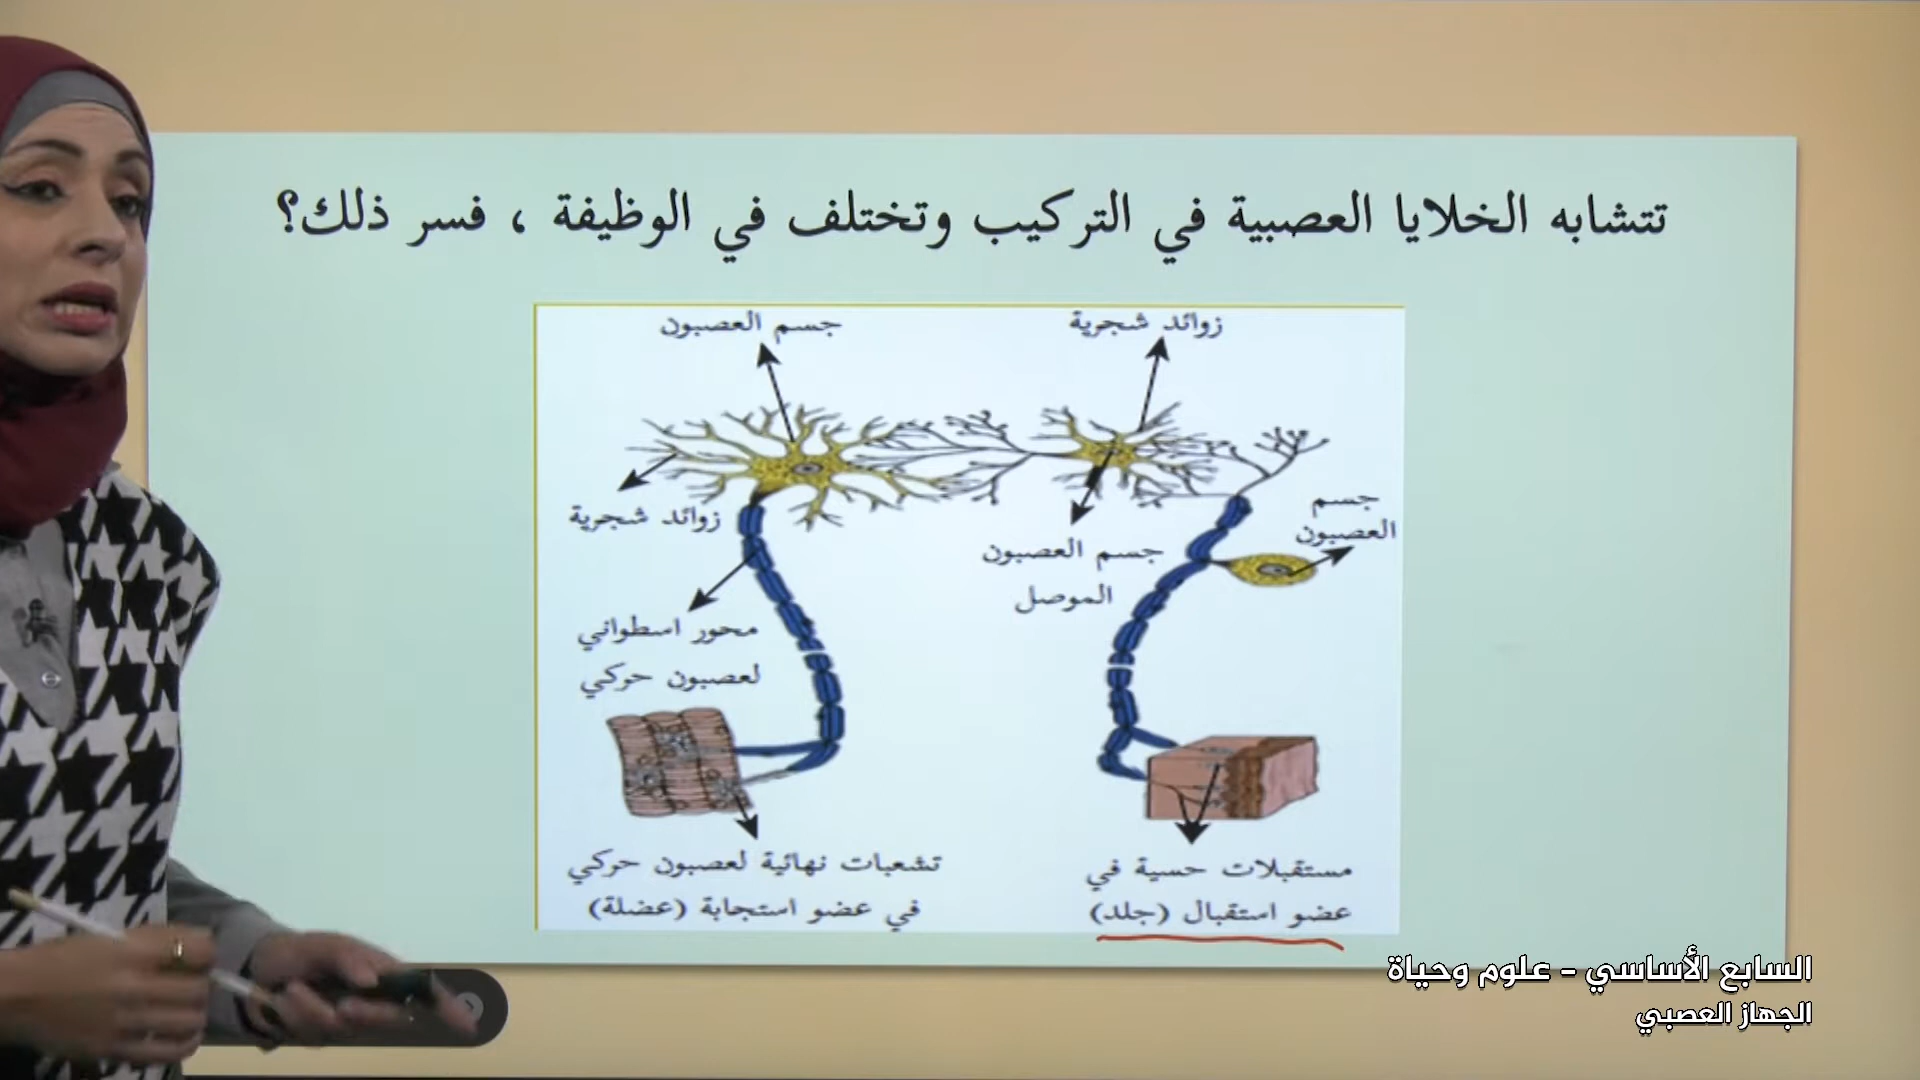 تتشابه الخلايا العصبية في التركيب وتختلف في الوظيفة ، فسر ذلك؟
زوائد شجرية
جسم العصبون
جسم
العصبون
زوائد شجرية
جسم العصبون
الموصل
محور اسطواني
لعصبون حركي
مستقبلات حسية في
عضو استقبال (جلد)
تشعبات نهائية لعصبون حركي
في عضو استجابة (عضلة)
السابع الأساسي - علوم وحياة
الجهاز العصبي